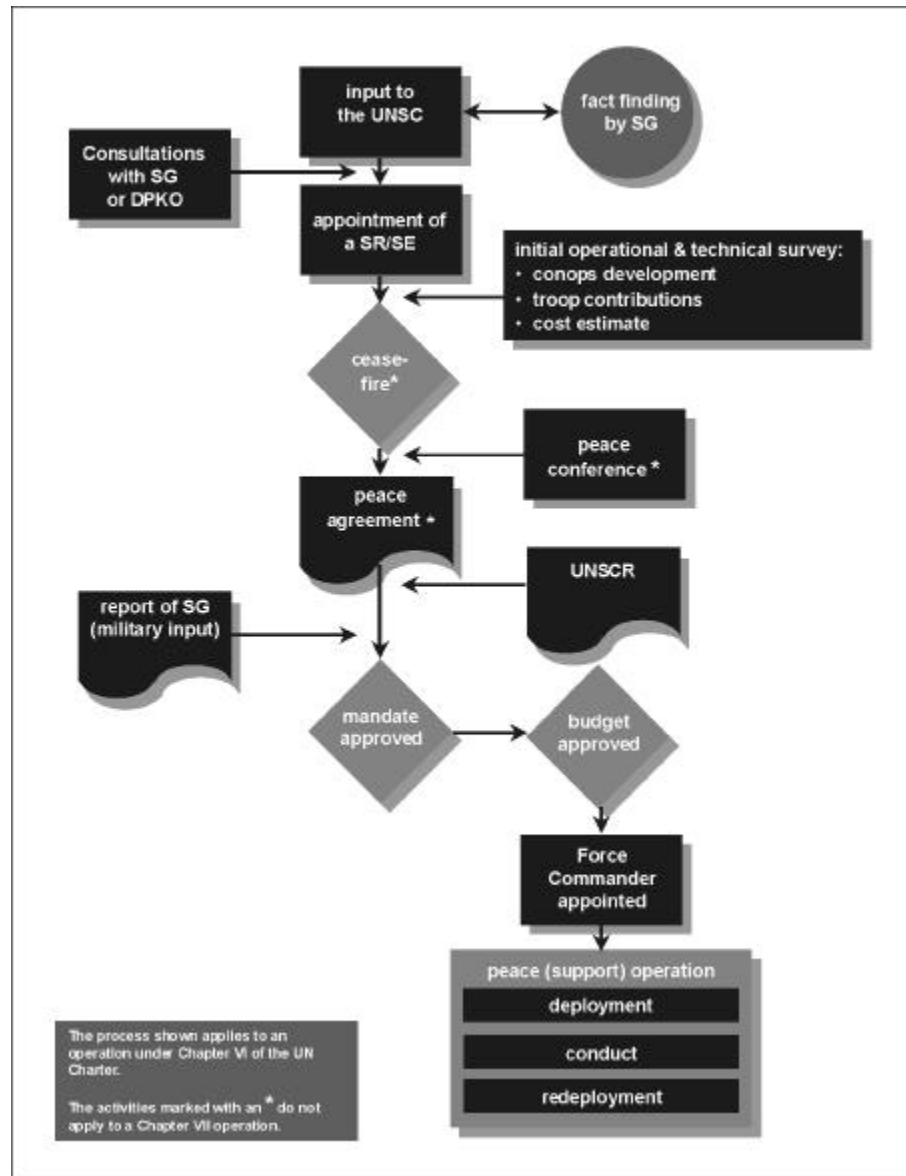 input to
the UNSC
fact finding
by SG
Consultations
with SG
or DPKO
appointment of
a SR/SE
initial operational & technical survey:
• conops development
• troop contributions
• cost estimate
cease-
fire*
peace
conference *
peace
agreement *
UNSCR
report of SG
(military input)
mandate
approved
budget
approved
Force
Commander
appointed
peace (support) operation
deployment
conduct
redeployment
The process shown applies to an
operation under Chapter VI of the UN
Charter.
The activities marked with an * do not
apply to a Chapter VII operation.